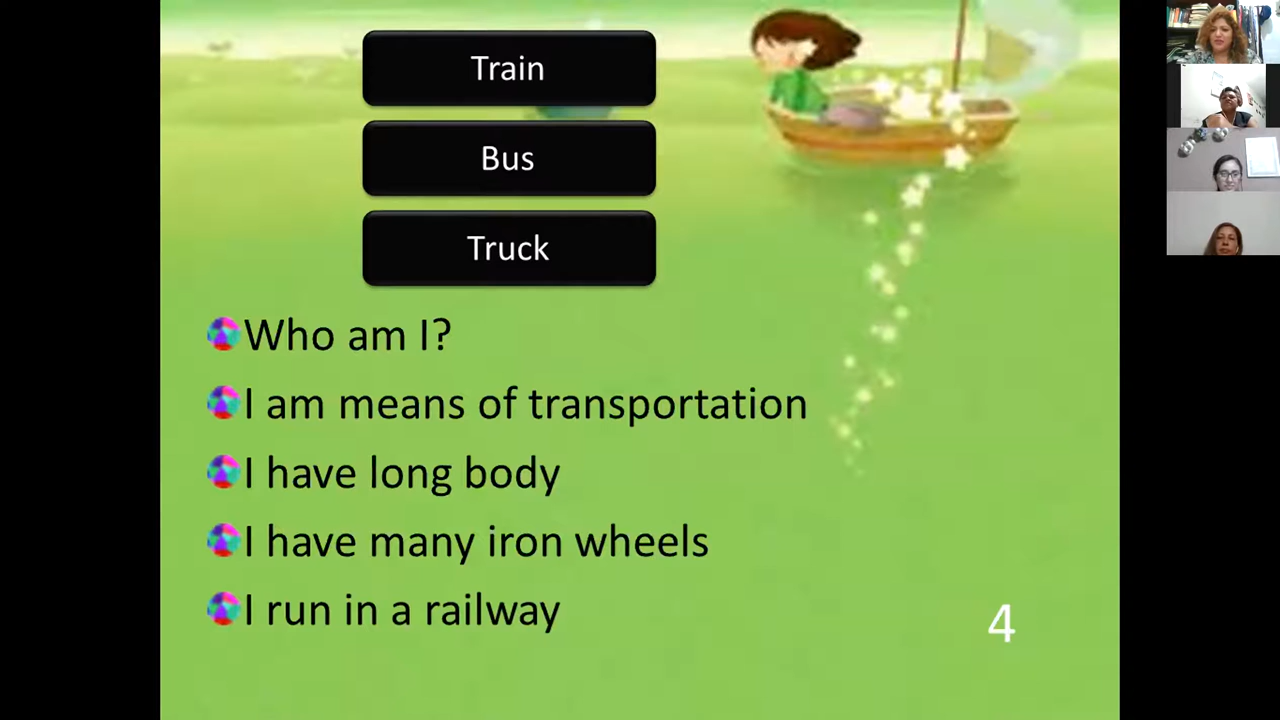 Train
Bus
Truck
Who am I?
I am means of transportation
I have long body
I have many iron wheels
I run in a railway
4